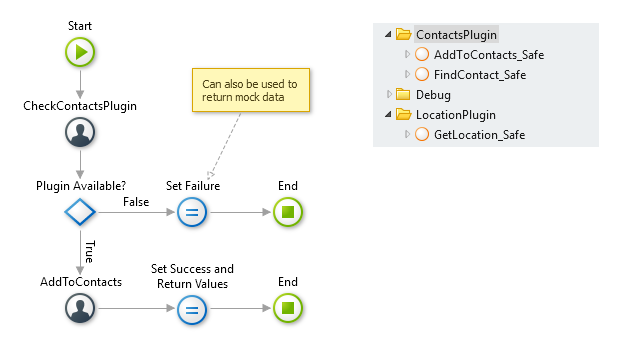 Start
CheckContactsPlugin
Can also be used to
return mock data
Plugin Available?
False
Set Failure
End
True
AddToContacts
Set Success and
Return Values
End
ContactsPlugin
AddToContacts_Safe
FindContact_Safe
Debug
LocationPlugin
GetLocation_Safe